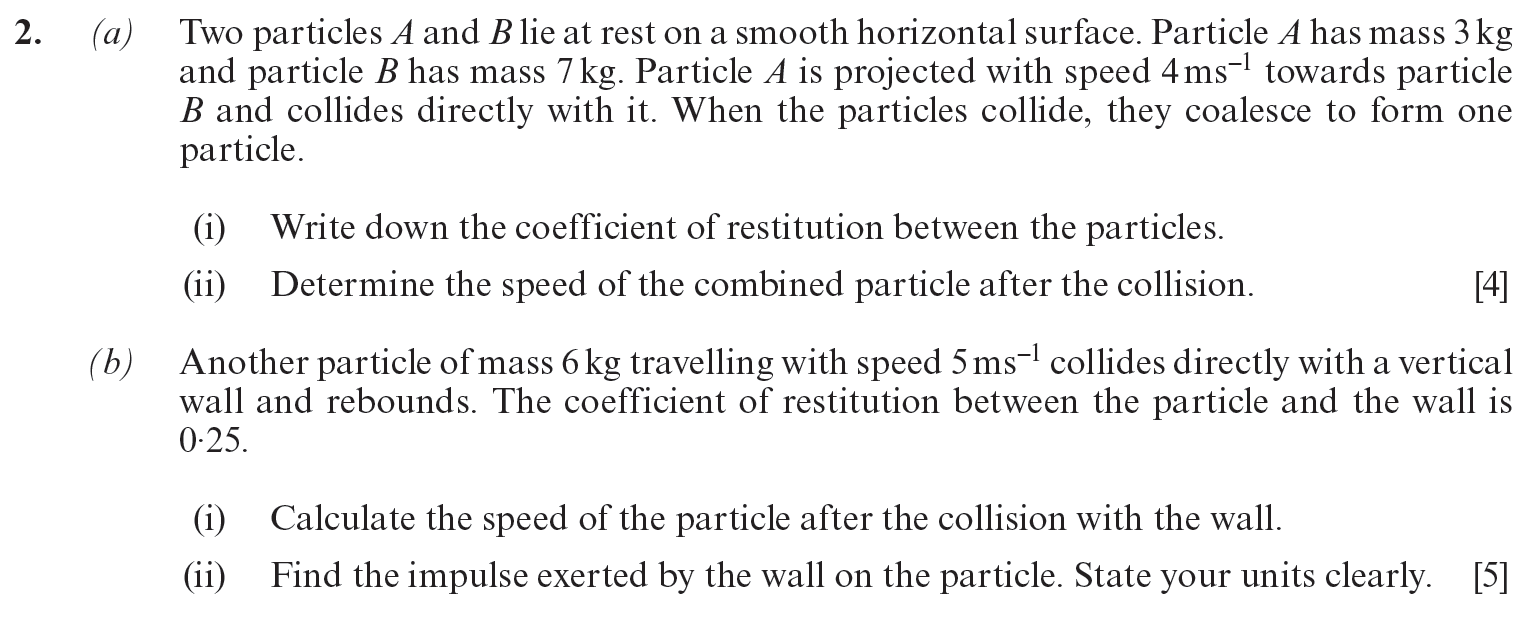 2. (a) Two particles A and B lie at rest on a smooth horizontal surface. Particle A has mass 3 kg
and particle B has mass 7 kg. Particle A is projected with speed 4 ms⁻¹ towards particle
B and collides directly with it. When the particles collide, they coalesce to form one
particle.
(i) Write down the coefficient of restitution between the particles.
(ii) Determine the speed of the combined particle after the collision. [4]
(b) Another particle of mass 6 kg travelling with speed 5 ms⁻¹ collides directly with a vertical
wall and rebounds. The coefficient of restitution between the particle and the wall is
0·25.
(i) Calculate the speed of the particle after the collision with the wall.
(ii) Find the impulse exerted by the wall on the particle. State your units clearly. [5]